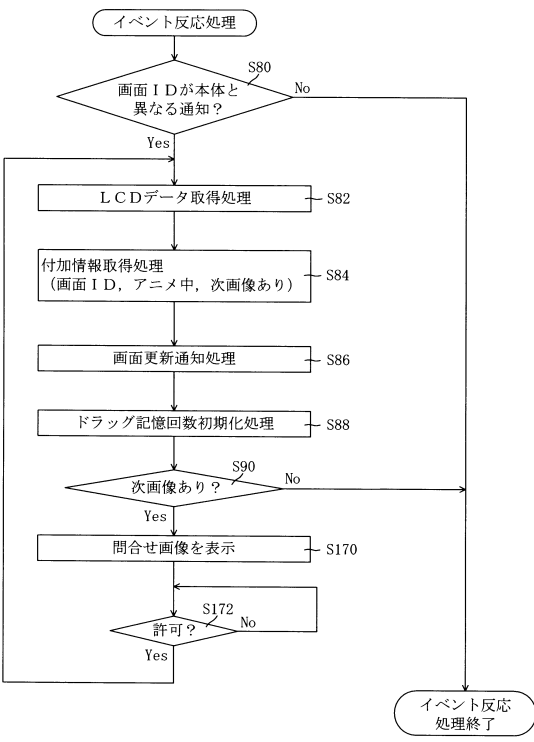 イベント反応処理
S80
画面IDが本体と
異なる通知?
No
Yes
LCDデータ取得処理
S82
付加情報取得処理
(画面ID,アニメ中,次画像あり)
S84
画面更新通知処理
S86
ドラッグ記憶回数初期化処理
S88
S90
次画像あり?
No
Yes
問合せ画像を表示
S170
S172
許可?
No
Yes
イベント反応
処理終了